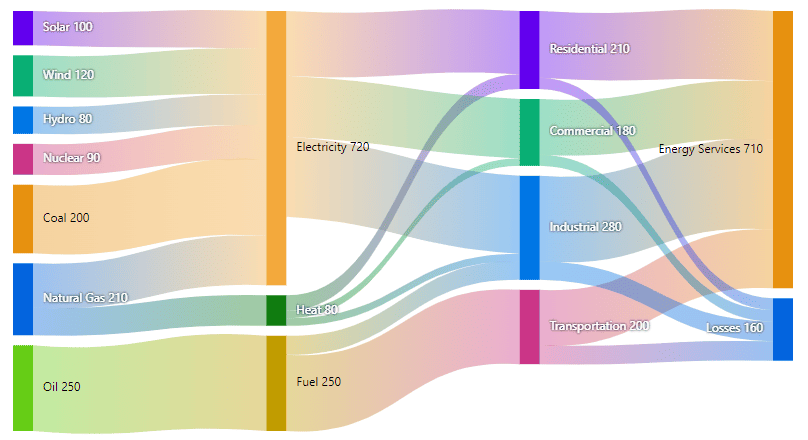 Solar 100
Wind 120
Hydro 80
Nuclear 90
Coal 200
Natural Gas 210
Oil 250
Electricity 720
Heat 80
Fuel 250
Residential 210
Commercial 180
Industrial 280
Transportation 200
Energy Services 710
Losses 160